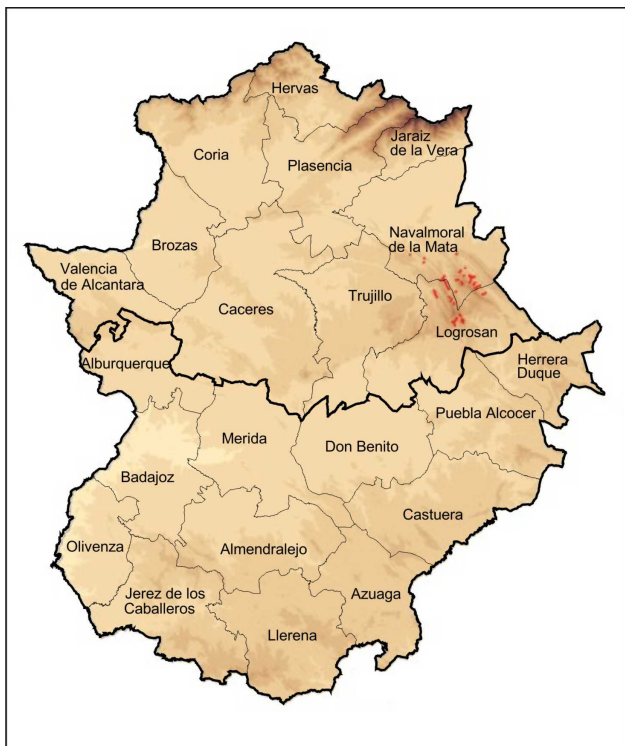 Hervas
Jaraiz
de la Vera
Coria
Plasencia
Navalmoral
de la Mata
Brozas
Valencia
de Alcantara
Trujillo
Caceres
Logrosan
Alburquerque
Herrera
Duque
Puebla Alcocer
Merida
Don Benito
Badajoz
Castuera
Olivenza
Almendralejo
Jerez de los
Caballeros
Azuaga
Llerena